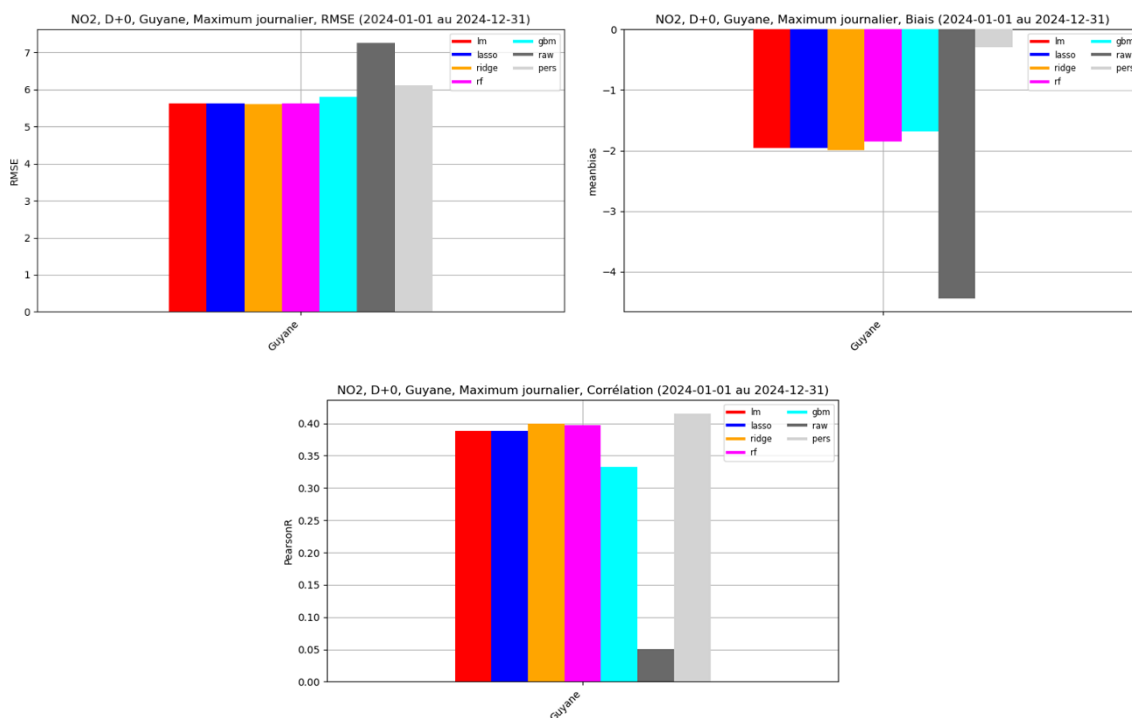 NO2, D+0, Guyane, Maximum journalier, RMSE (2024-01-01 au 2024-12-31)
RMSE
7
6
5
4
3
2
1
0
lm
lasso
ridge
rf
gbm
raw
pers
Guyane
NO2, D+0, Guyane, Maximum journalier, Biais (2024-01-01 au 2024-12-31)
meanbias
0
−1
−2
−3
−4
lm
lasso
ridge
rf
gbm
raw
pers
Guyane
NO2, D+0, Guyane, Maximum journalier, Corrélation (2024-01-01 au 2024-12-31)
PearsonR
0.40
0.35
0.30
0.25
0.20
0.15
0.10
0.05
0.00
lm
lasso
ridge
rf
gbm
raw
pers
Guyane